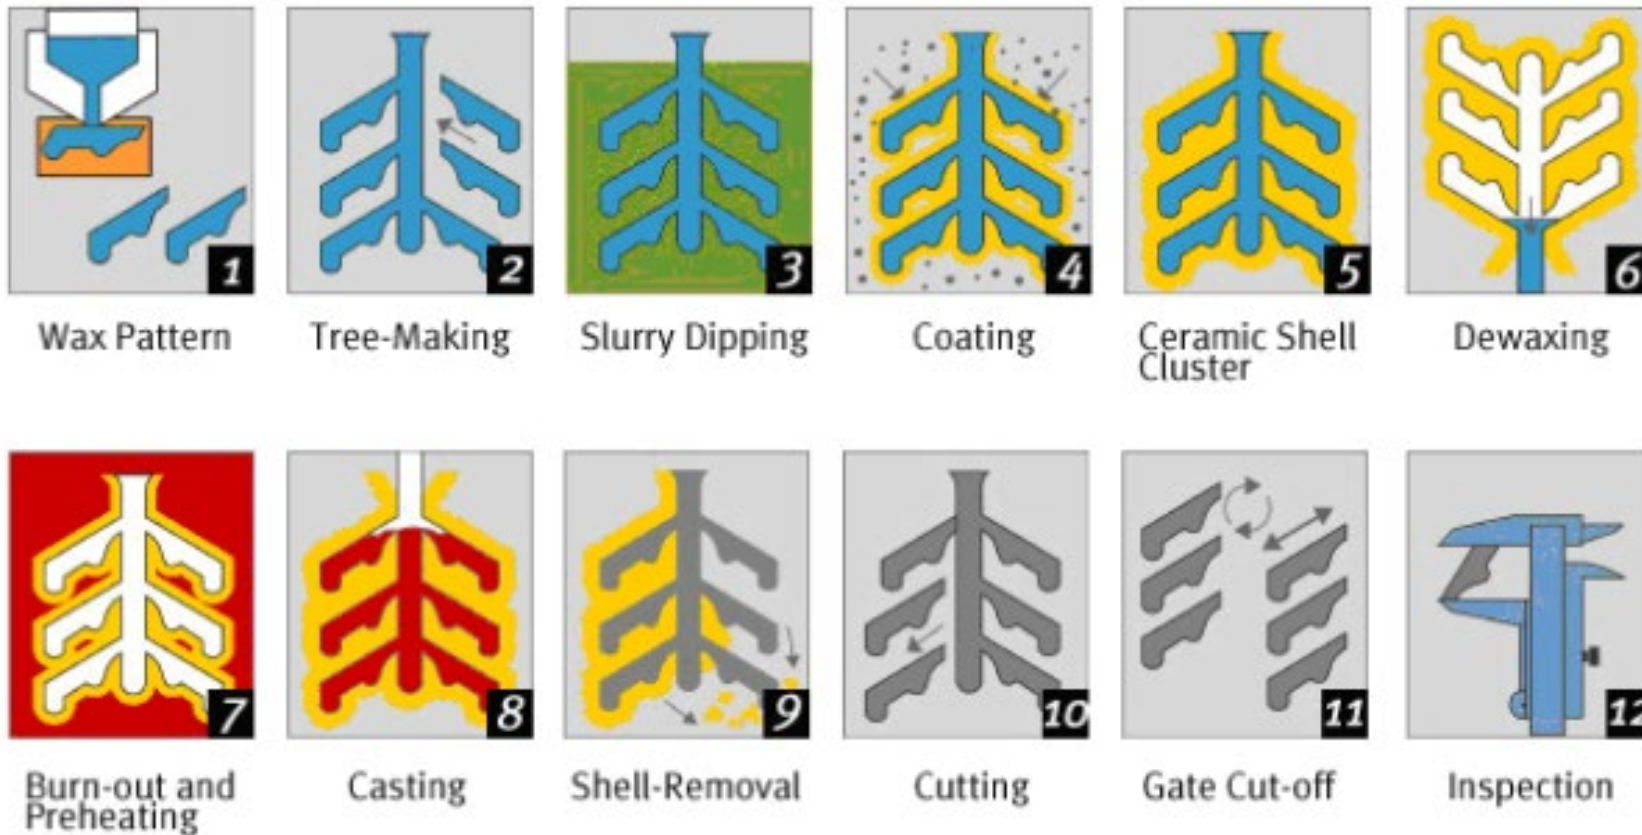 1
2
3
4
5
6
Wax Pattern
Tree-Making
Slurry Dipping
Coating
Ceramic Shell
Cluster
Dewaxing
7
8
9
10
11
12
Burn-out and
Preheating
Casting
Shell-Removal
Cutting
Gate Cut-off
Inspection